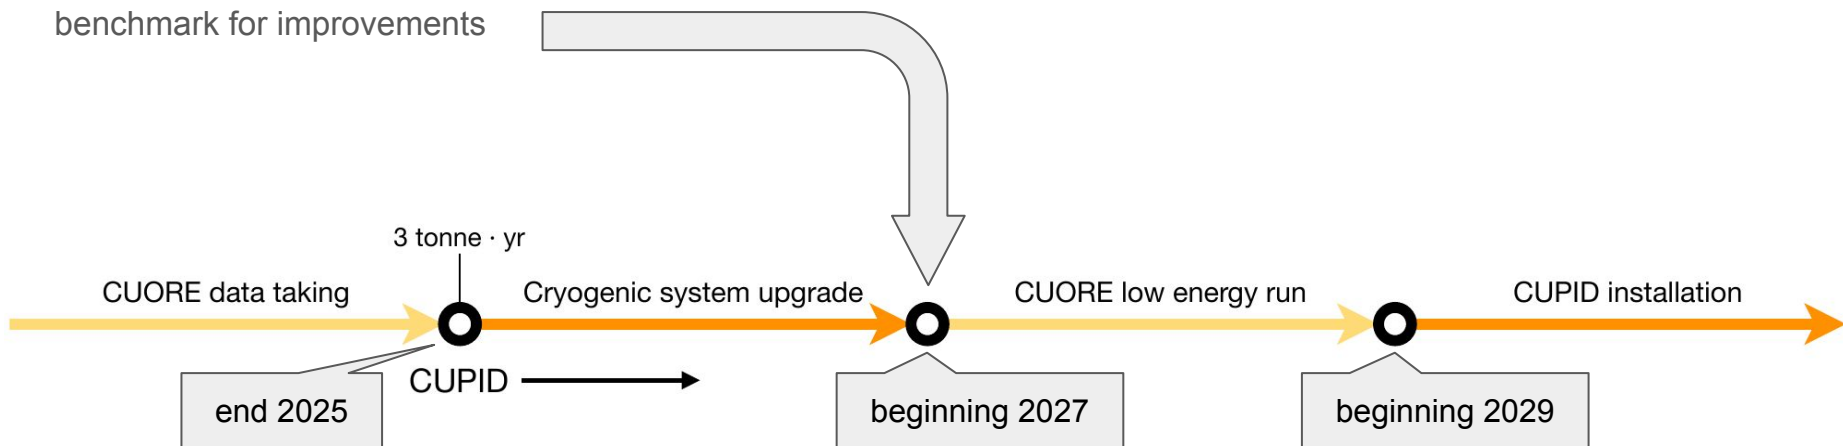 benchmark for improvements
3 tonne · yr
CUORE data taking
Cryogenic system upgrade
CUORE low energy run
CUPID installation
CUPID
end 2025
beginning 2027
beginning 2029